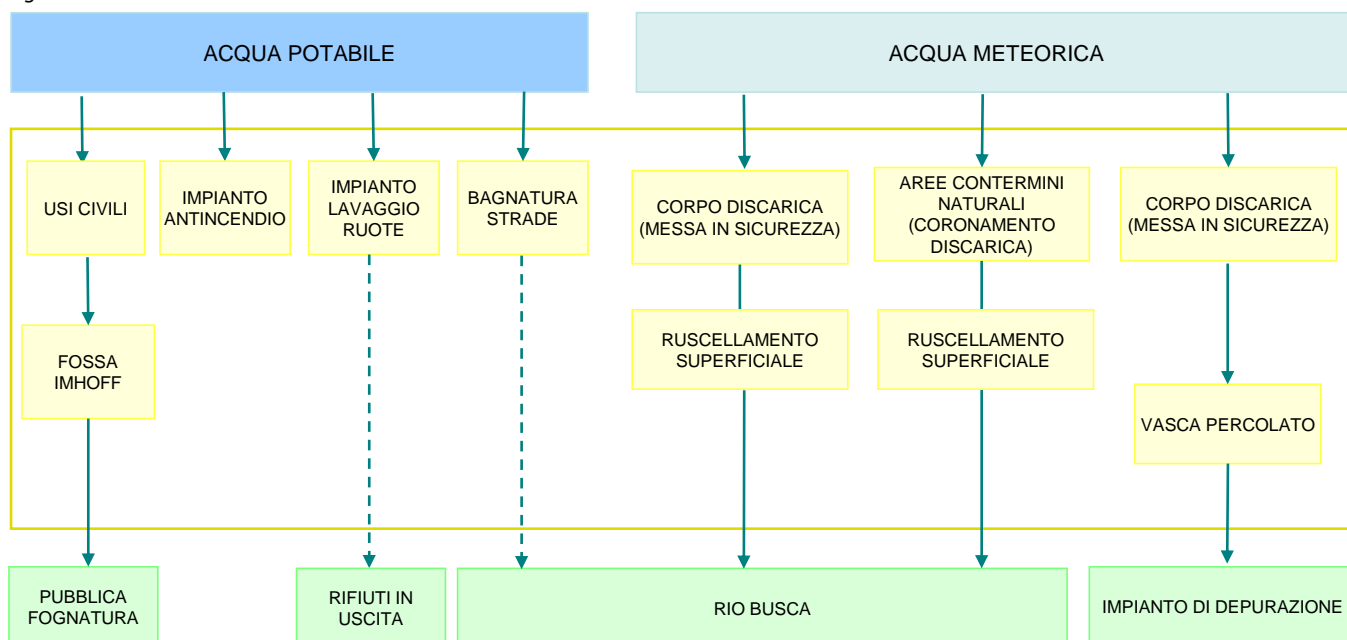 ACQUA POTABILE
ACQUA METEORICA
USI CIVILI
IMPIANTO
ANTINCENDIO
IMPIANTO
LAVAGGIO
RUOTE
BAGNATURA
STRADE
CORPO DISCARICA
(MESSA IN SICUREZZA)
AREE CONTERMINI
NATURALI
(CORONAMENTO
DISCARICA)
CORPO DISCARICA
(MESSA IN SICUREZZA)
FOSSA
IMHOFF
RUSCELLAMENTO
SUPERFICIALE
RUSCELLAMENTO
SUPERFICIALE
VASCA PERCOLATO
PUBBLICA
FOGNATURA
RIFIUTI IN
USCITA
RIO BUSCA
IMPIANTO DI DEPURAZIONE